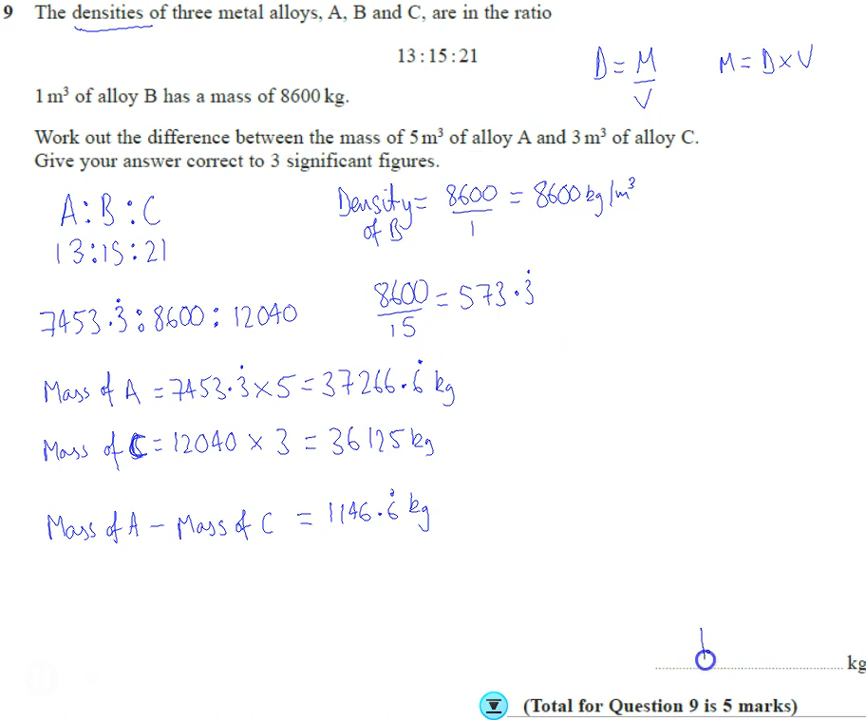 9 The densities of three metal alloys, A, B and C, are in the ratio
13 : 15 : 21
D = M/V M = D × V
1 m³ of alloy B has a mass of 8600 kg.
Work out the difference between the mass of 5 m³ of alloy A and 3 m³ of alloy C.
Give your answer correct to 3 significant figures.
A : B : C
13 : 15 : 21
Density of B = 8600/1 = 8600 kg/m³
7453.3̇ : 8600 : 12040
8600/15 = 573.3̇
Mass of A = 7453.3̇ × 5 = 37266.6̇ kg
Mass of C = 12040 × 3 = 36125 kg
Mass of A − Mass of C = 1146.6̇ kg
kg
(Total for Question 9 is 5 marks)